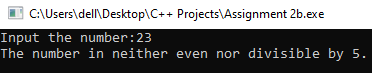 C:\Users\dell\Desktop\C++ Projects\Assignment 2b.exe
Input the number:23
The number in neither even nor divisible by 5.